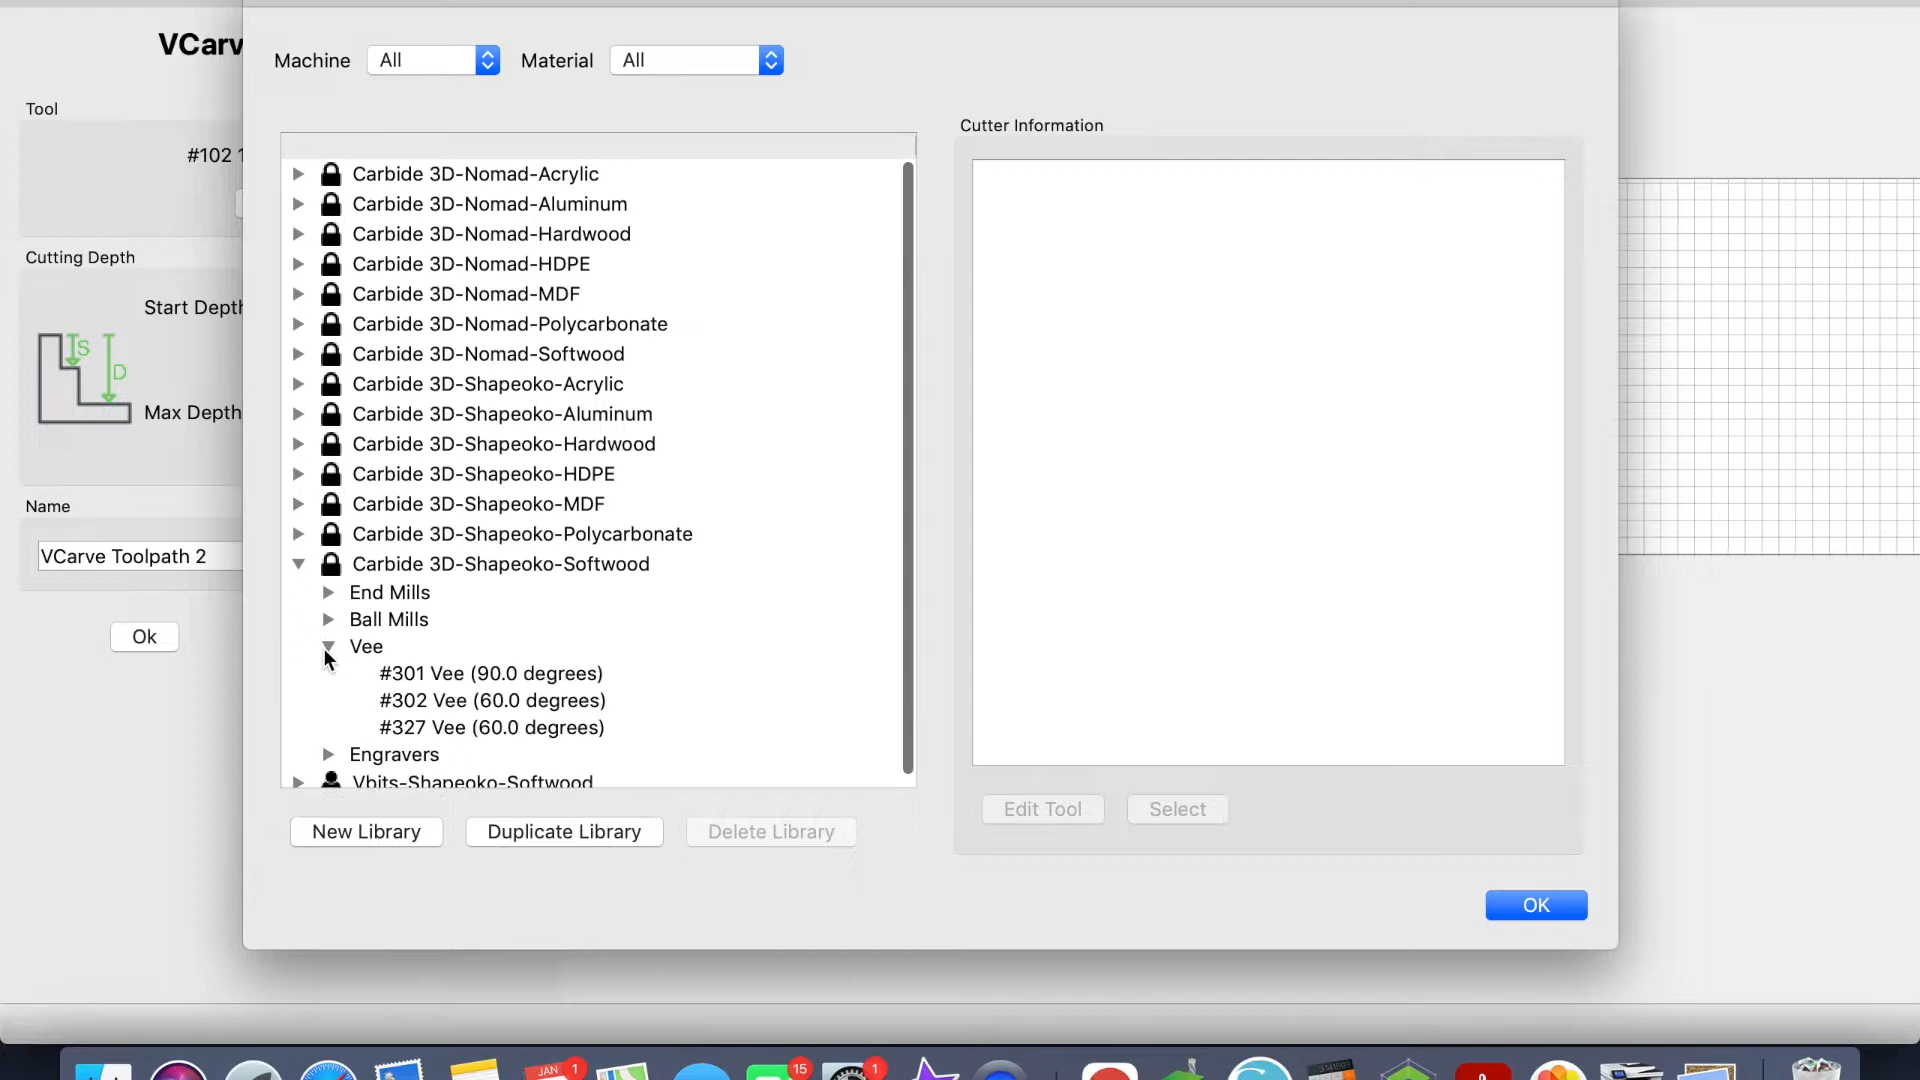 VCarv
Machine All Material All
Tool
Cutter Information
#102 1
Carbide 3D-Nomad-Acrylic
Carbide 3D-Nomad-Aluminum
Carbide 3D-Nomad-Hardwood
Carbide 3D-Nomad-HDPE
Carbide 3D-Nomad-MDF
Carbide 3D-Nomad-Polycarbonate
Carbide 3D-Nomad-Softwood
Carbide 3D-Shapeoko-Acrylic
Carbide 3D-Shapeoko-Aluminum
Carbide 3D-Shapeoko-Hardwood
Carbide 3D-Shapeoko-HDPE
Carbide 3D-Shapeoko-MDF
Carbide 3D-Shapeoko-Polycarbonate
Carbide 3D-Shapeoko-Softwood
End Mills
Ball Mills
Vee
#301 Vee (90.0 degrees)
#302 Vee (60.0 degrees)
#327 Vee (60.0 degrees)
Engravers
Vbits-Shapeoko-Softwood
Cutting Depth
Start Depth
S
D
Max Depth
Name
VCarve Toolpath 2
Ok
New Library Duplicate Library Delete Library
Edit Tool Select
OK
JAN 1
15
1